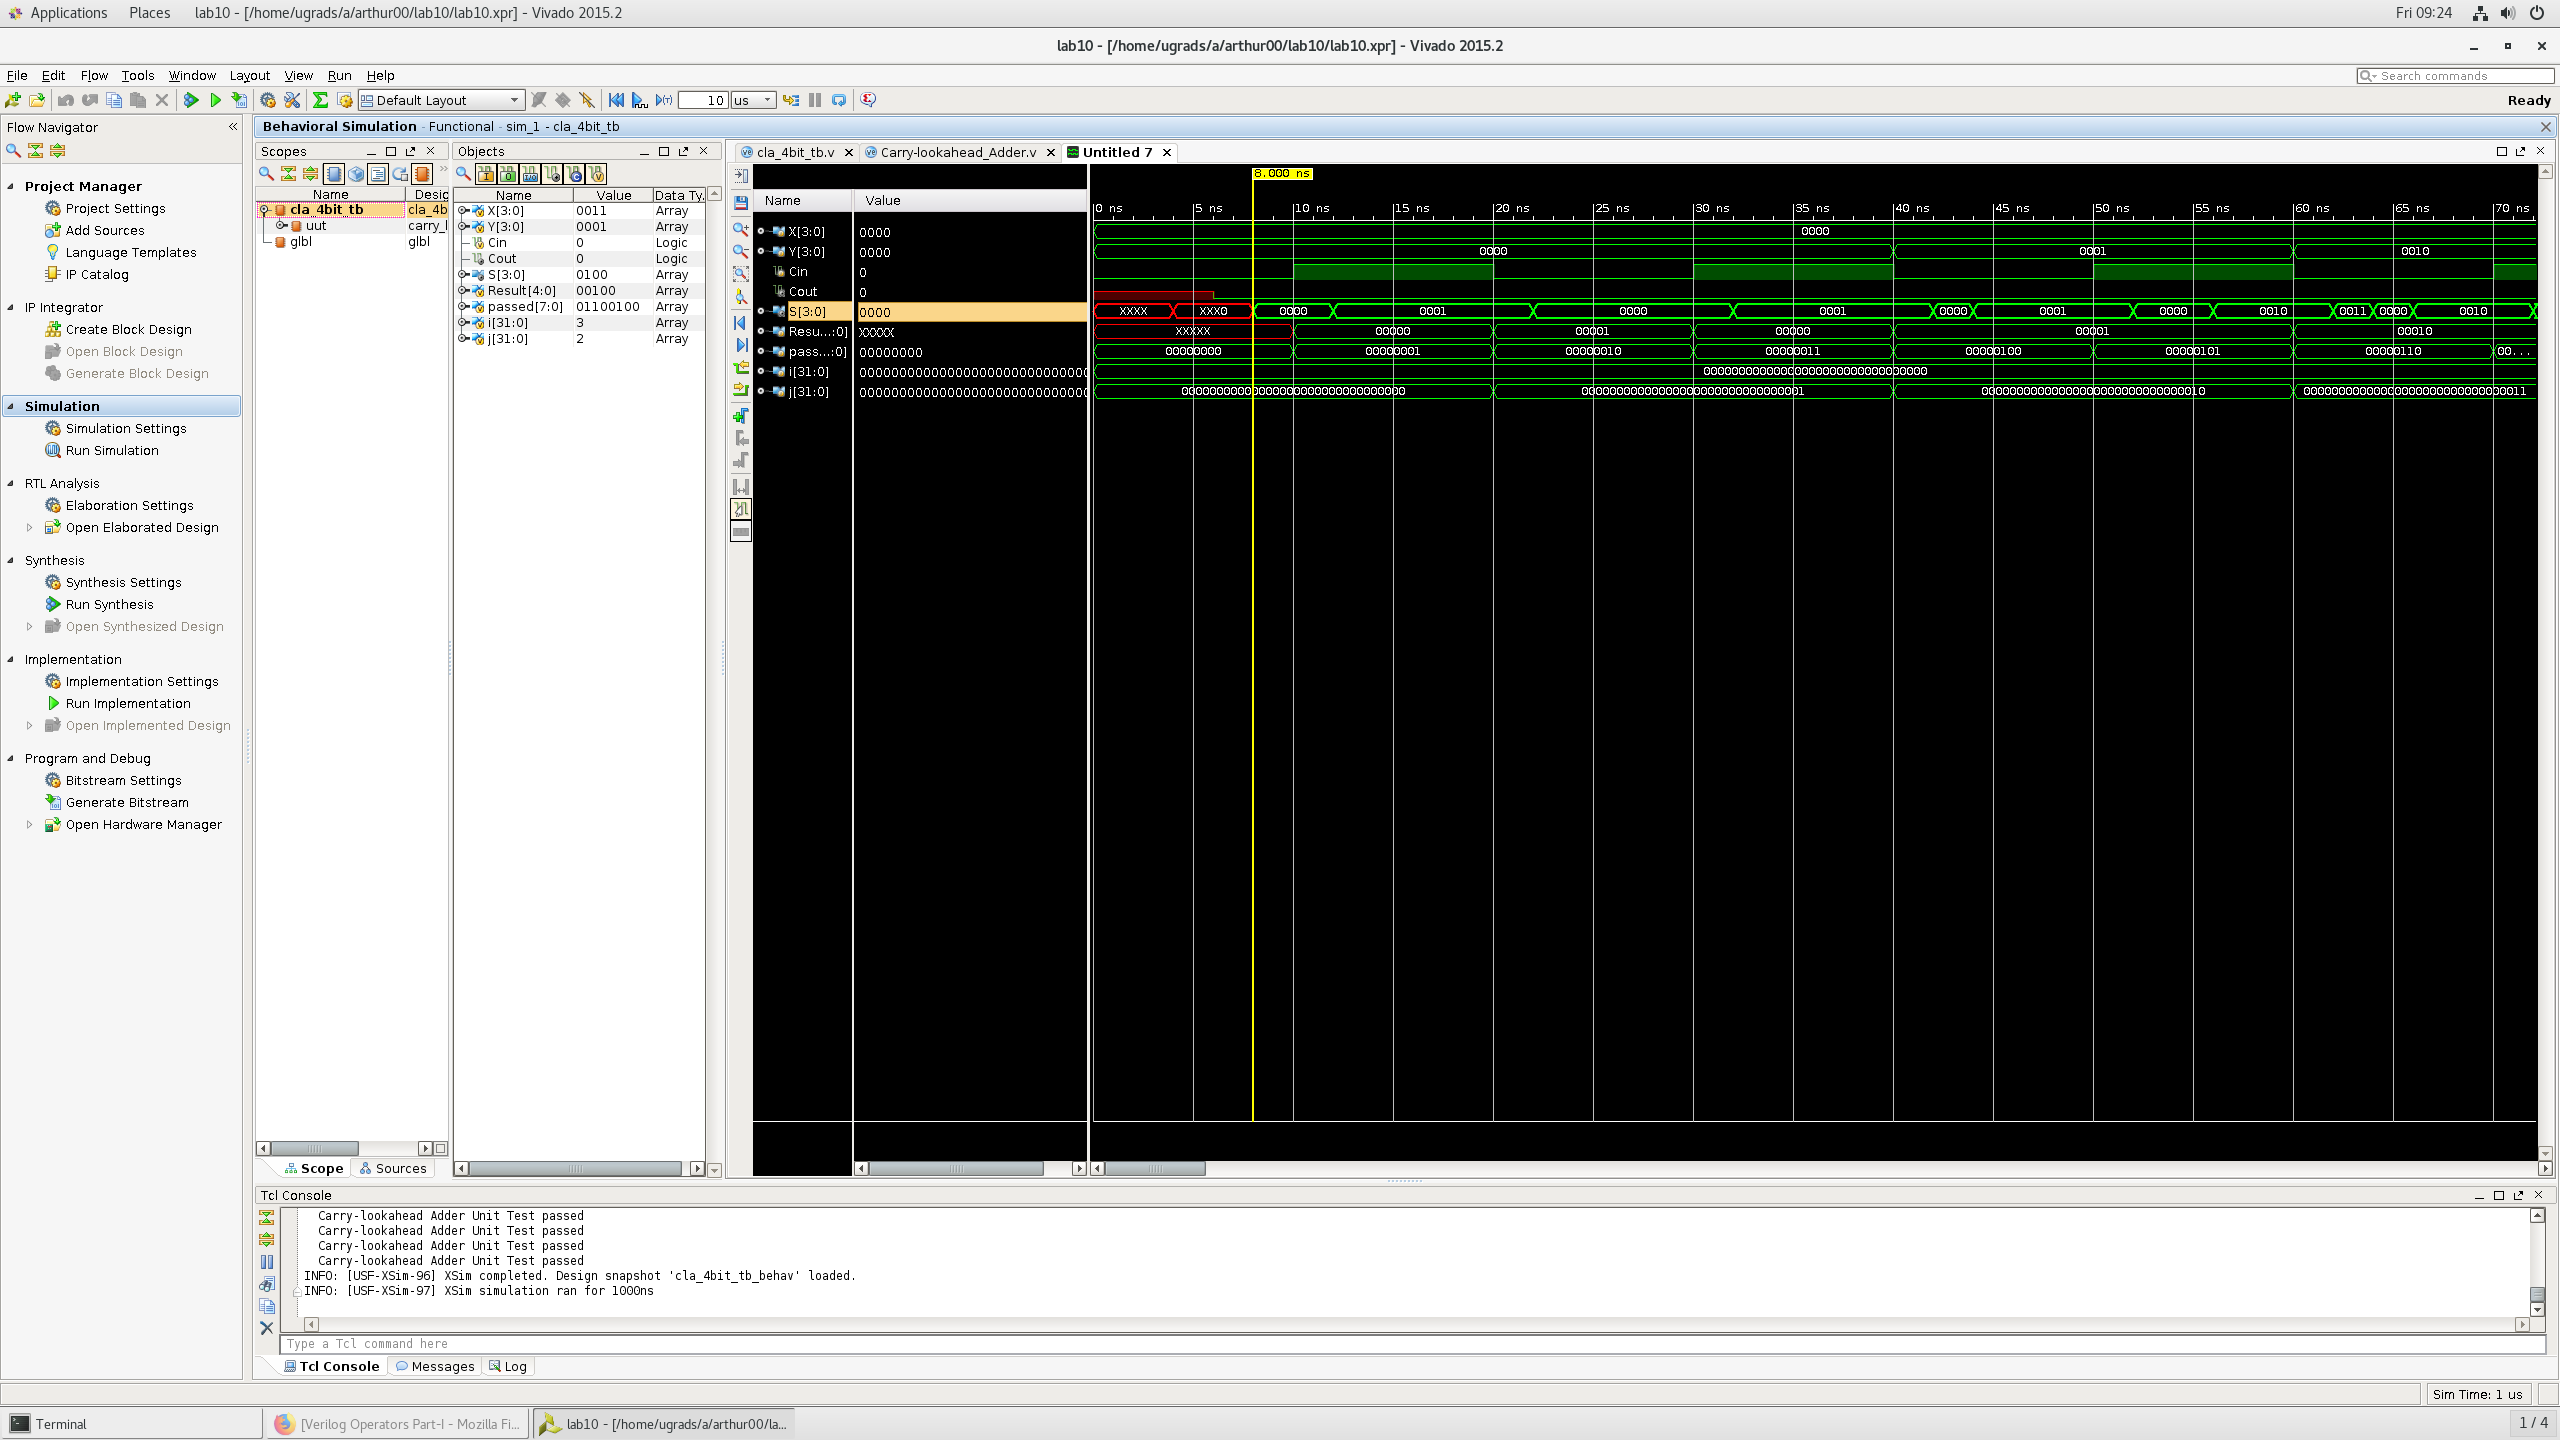 Applications Places lab10 - [/home/ugrads/a/arthur00/lab10/lab10.xpr] - Vivado 2015.2 Fri 09:24
lab10 - [/home/ugrads/a/arthur00/lab10/lab10.xpr] - Vivado 2015.2
File Edit Flow Tools Window Layout View Run Help Search commands
Default Layout 10 us Ready
Flow Navigator
Project Manager
Project Settings
Add Sources
Language Templates
IP Catalog
IP Integrator
Create Block Design
Open Block Design
Generate Block Design
Simulation
Simulation Settings
Run Simulation
RTL Analysis
Elaboration Settings
Open Elaborated Design
Synthesis
Synthesis Settings
Run Synthesis
Open Synthesized Design
Implementation
Implementation Settings
Run Implementation
Open Implemented Design
Program and Debug
Bitstream Settings
Generate Bitstream
Open Hardware Manager
Behavioral Simulation - Functional - sim_1 - cla_4bit_tb
Scopes
Name Desig
cla_4bit_tb cla_4b
uut carry_l
glbl glbl
Scope Sources
Objects
Name Value Data Ty.
X[3:0] 0011 Array
Y[3:0] 0001 Array
Cin 0 Logic
Cout 0 Logic
S[3:0] 0100 Array
Result[4:0] 00100 Array
passed[7:0] 01100100 Array
i[31:0] 3 Array
j[31:0] 2 Array
cla_4bit_tb.v Carry-lookahead_Adder.v Untitled 7
8.000 ns
Name Value
0 ns 5 ns 10 ns 15 ns 20 ns 25 ns 30 ns 35 ns 40 ns 45 ns 50 ns 55 ns 60 ns 65 ns 70 ns
X[3:0] 0000 0000
Y[3:0] 0000 0000 0001 0010
Cin 0
Cout 0
S[3:0] 0000 XXXX XXX0 0000 0001 0000 0001 0000 0001 0000 0010 0011 0000 0010
Resu...:0] XXXXX XXXXX 00000 00001 00000 00001 00010
pass...:0] 00000000 00000000 00000001 00000010 00000011 00000100 00000101 00000110 00...
i[31:0] 00000000000000000000000000000000 00000000000000000000000000000000
j[31:0] 00000000000000000000000000000000 00000000000000000000000000000000 00000000000000000000000000000001 00000000000000000000000000000010 00000000000000000000000000000011
Tcl Console
Carry-lookahead Adder Unit Test passed
Carry-lookahead Adder Unit Test passed
Carry-lookahead Adder Unit Test passed
Carry-lookahead Adder Unit Test passed
INFO: [USF-XSim-96] XSim completed. Design snapshot 'cla_4bit_tb_behav' loaded.
INFO: [USF-XSim-97] XSim simulation ran for 1000ns
Type a Tcl command here
Tcl Console Messages Log
Sim Time: 1 us
Terminal [Verilog Operators Part-I - Mozilla Fi... lab10 - [/home/ugrads/a/arthur00/la... 1 / 4